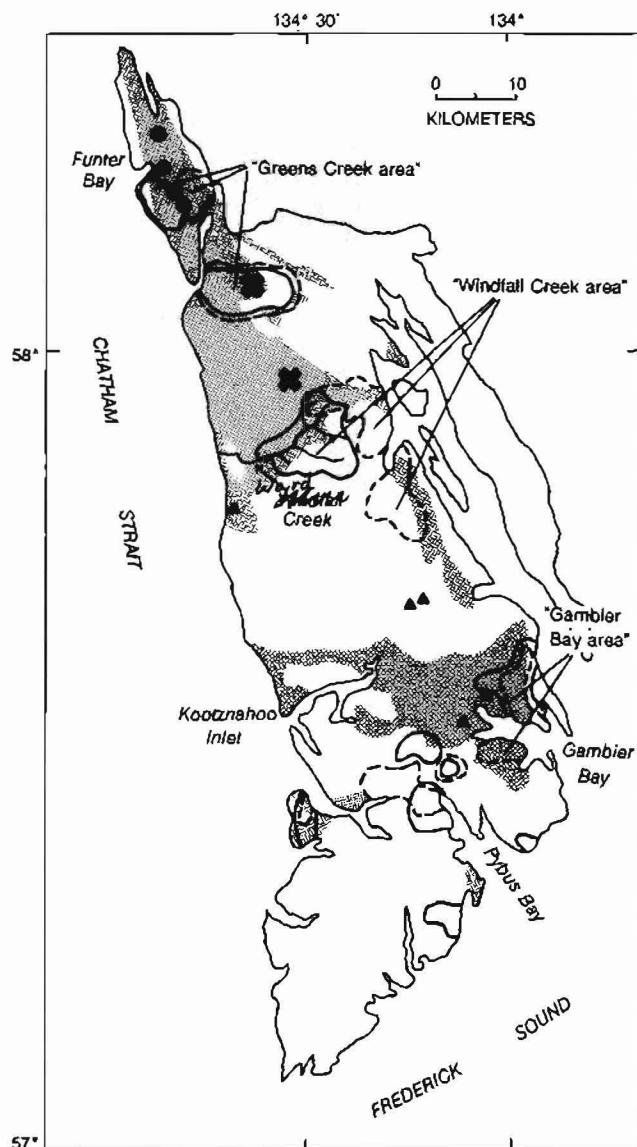 134° 30'
134°
0 10
KILOMETERS
Funter
Bay
"Greens Creek area"
"Windfall Creek area"
58°
CHATHAM
STRAIT
Ward
Creek
"Gambier
Bay area"
Kootznahoo
Inlet
Gambier
Bay
Pybus Bay
FREDERICK SOUND
57°